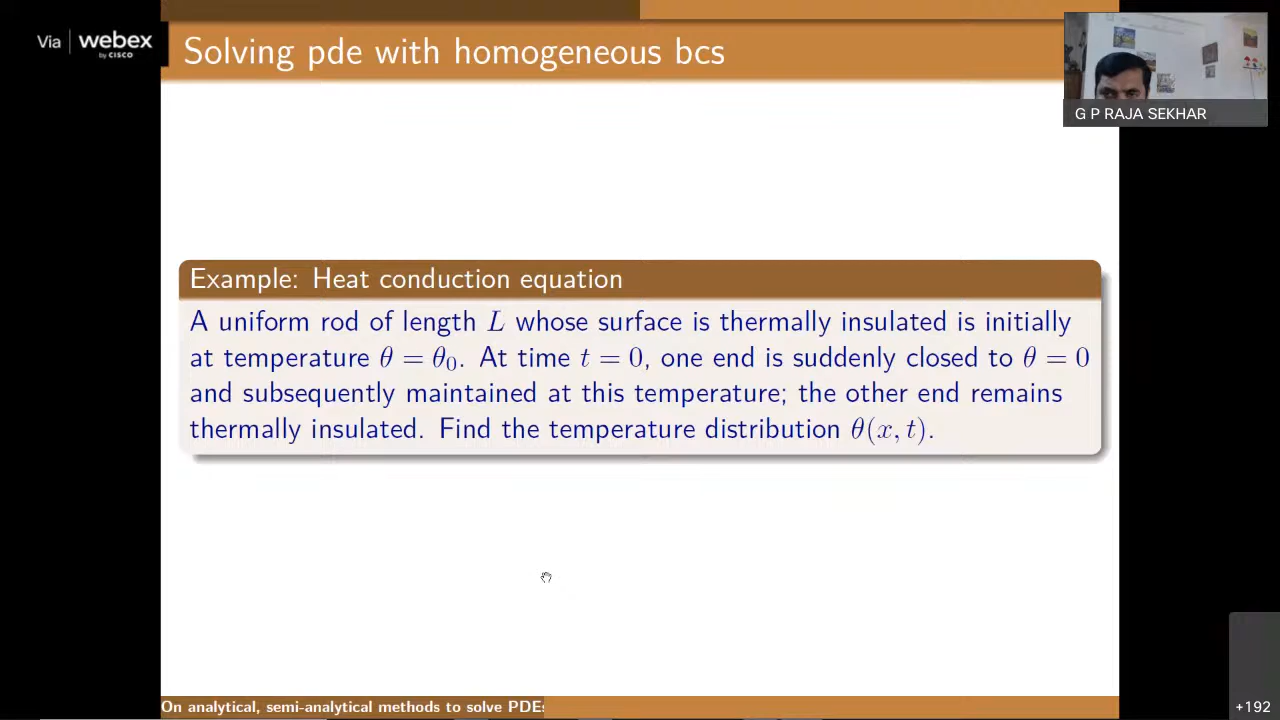 Via webex
by CISCO
Solving pde with homogeneous bcs
G P RAJA SEKHAR
Example: Heat conduction equation
A uniform rod of length L whose surface is thermally insulated is initially
at temperature θ = θ₀. At time t = 0, one end is suddenly closed to θ = 0
and subsequently maintained at this temperature; the other end remains
thermally insulated. Find the temperature distribution θ(x, t).
On analytical, semi-analytical methods to solve PDEs
+192